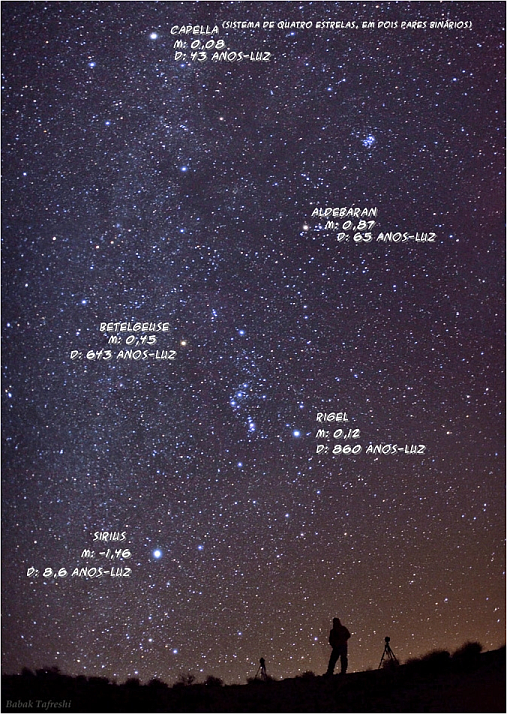 CAPELLA (SISTEMA DE QUATRO ESTRELAS, EM DOIS PARES BINÁRIOS)
M: 0,08
D: 43 ANOS-LUZ
ALDEBARAN
M: 0,87
D: 65 ANOS-LUZ
BETELGEUSE
M: 0,45
D: 643 ANOS-LUZ
RIGEL
M: 0,12
D: 860 ANOS-LUZ
SIRIUS
M: -1,46
D: 8,6 ANOS-LUZ
Babak Tafreshi